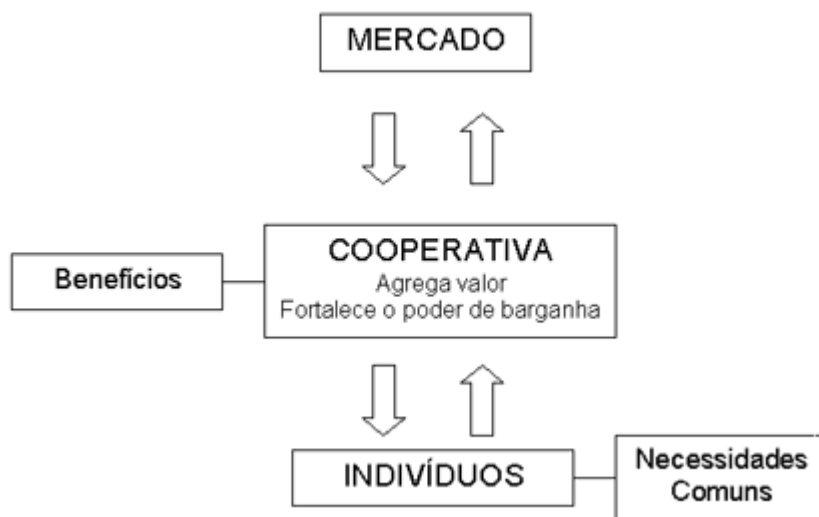 MERCADO
COOPERATIVA
Agrega valor
Fortalece o poder de barganha
Benefícios
INDIVÍDUOS
Necessidades
Comuns